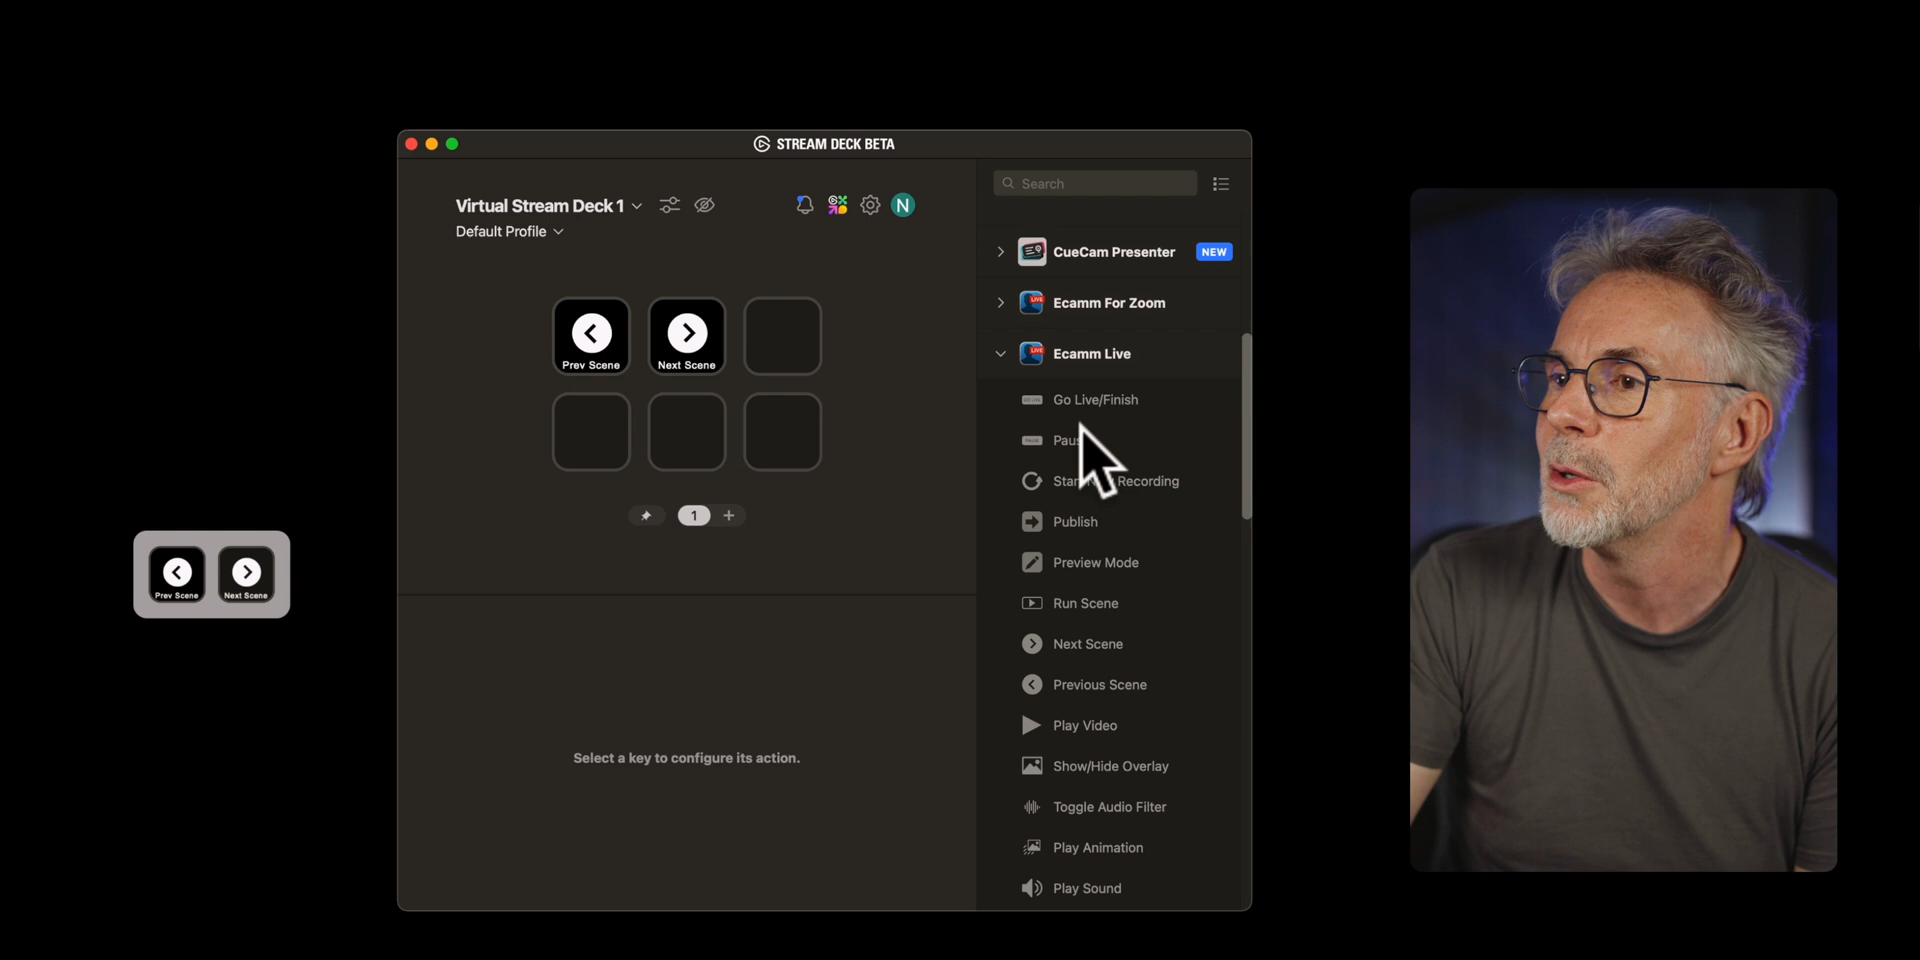 STREAM DECK BETA
Virtual Stream Deck 1
N
Default Profile
Prev Scene
Next Scene
1
Select a key to configure its action.
Search
CueCam Presenter
NEW
LIVE
Ecamm For Zoom
LIVE
Ecamm Live
Go Live/Finish
Start Recording
Publish
Preview Mode
Run Scene
Next Scene
Previous Scene
Play Video
Show/Hide Overlay
Toggle Audio Filter
Play Animation
Play Sound
Prev Scene
Next Scene